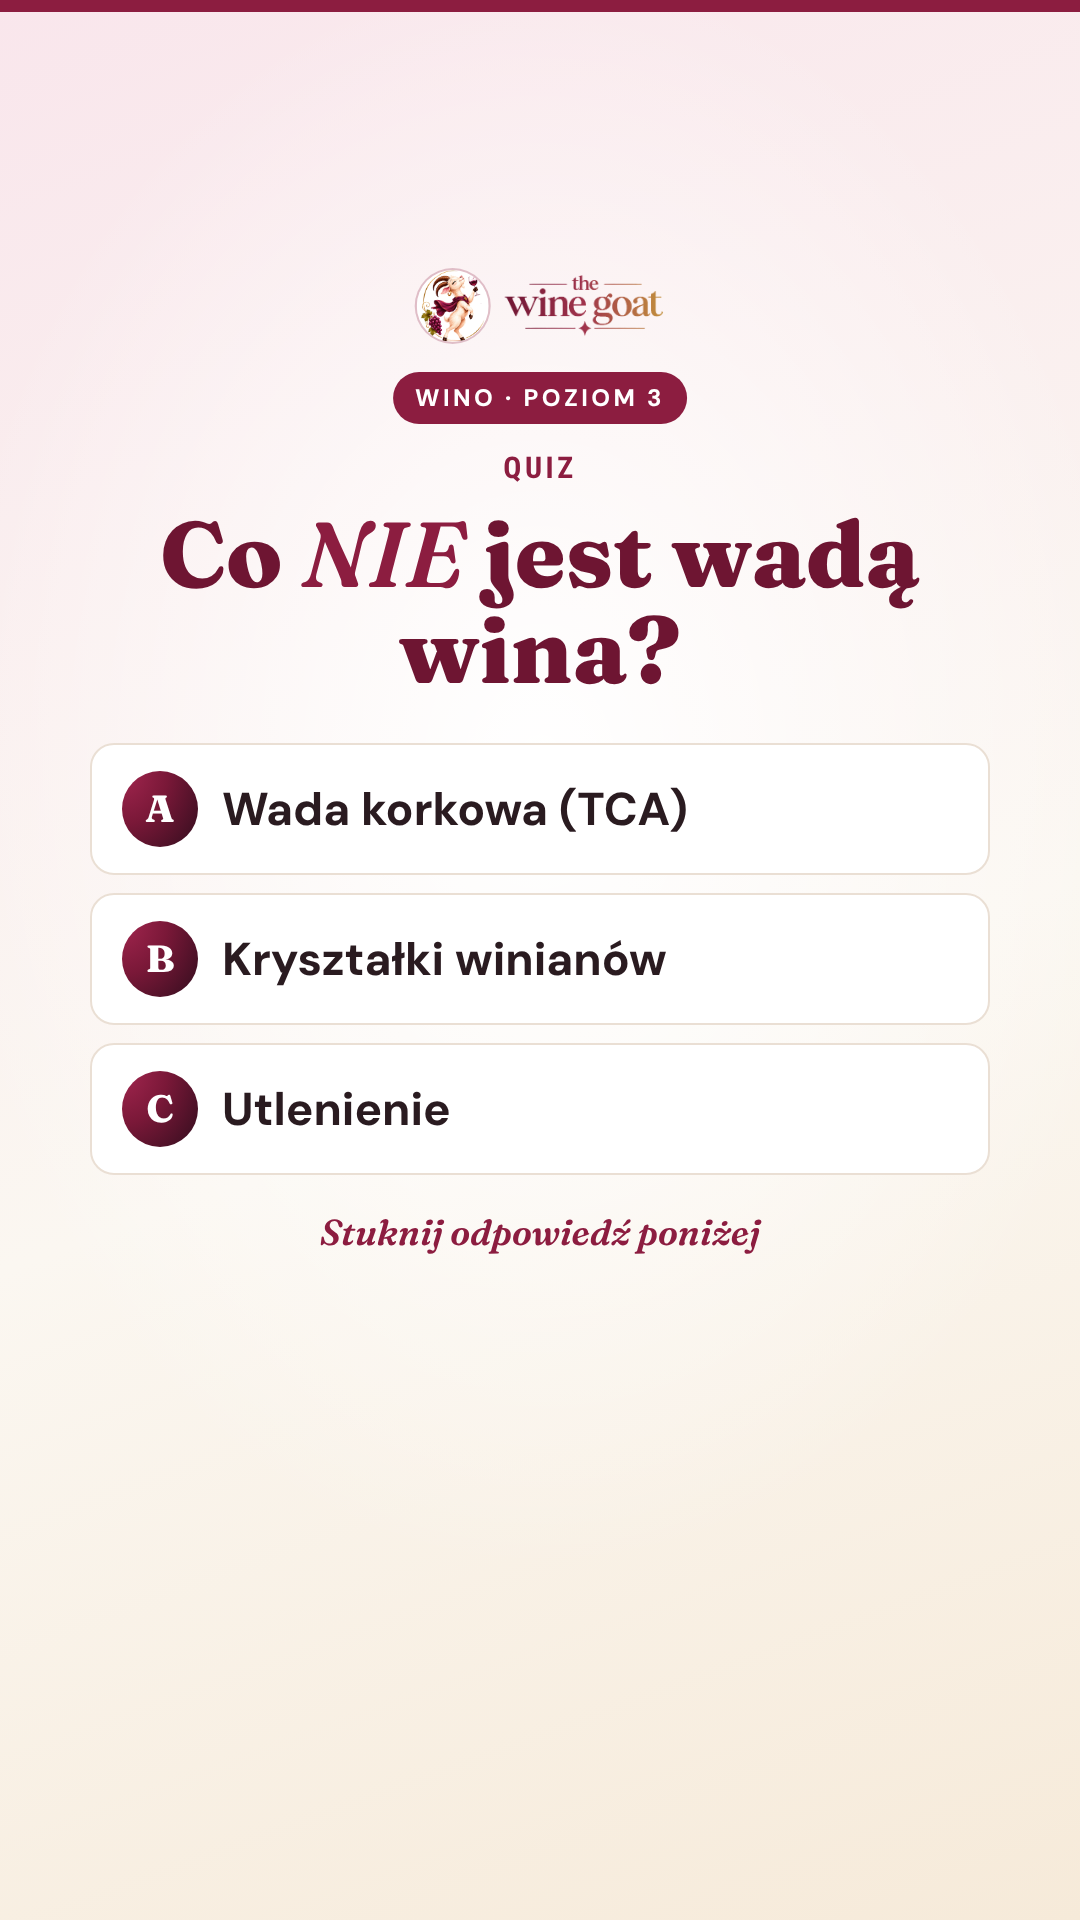 the
wine goat
WINO · POZIOM 3
QUIZ
Co NIE jest wadą
wina?
A Wada korkowa (TCA)
B Kryształki winianów
C Utlenienie
Stuknij odpowiedź poniżej